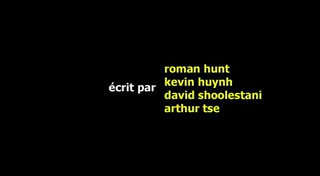 écrit par
roman hunt
kevin huynh
david shoolestani
arthur tse